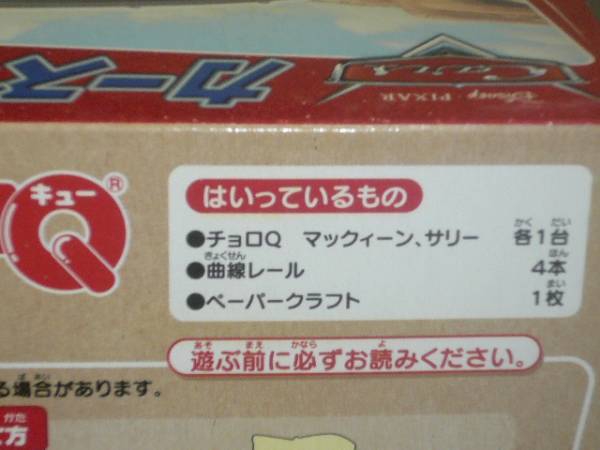 カーズ
CARS
DISNEY・PIXAR
キュー®
はいっているもの
●チョロQ マックィーン、サリー 各1台
●曲線レール 4本
●ペーパークラフト 1枚
遊ぶ前に必ずお読みください。
る場合があります。
方